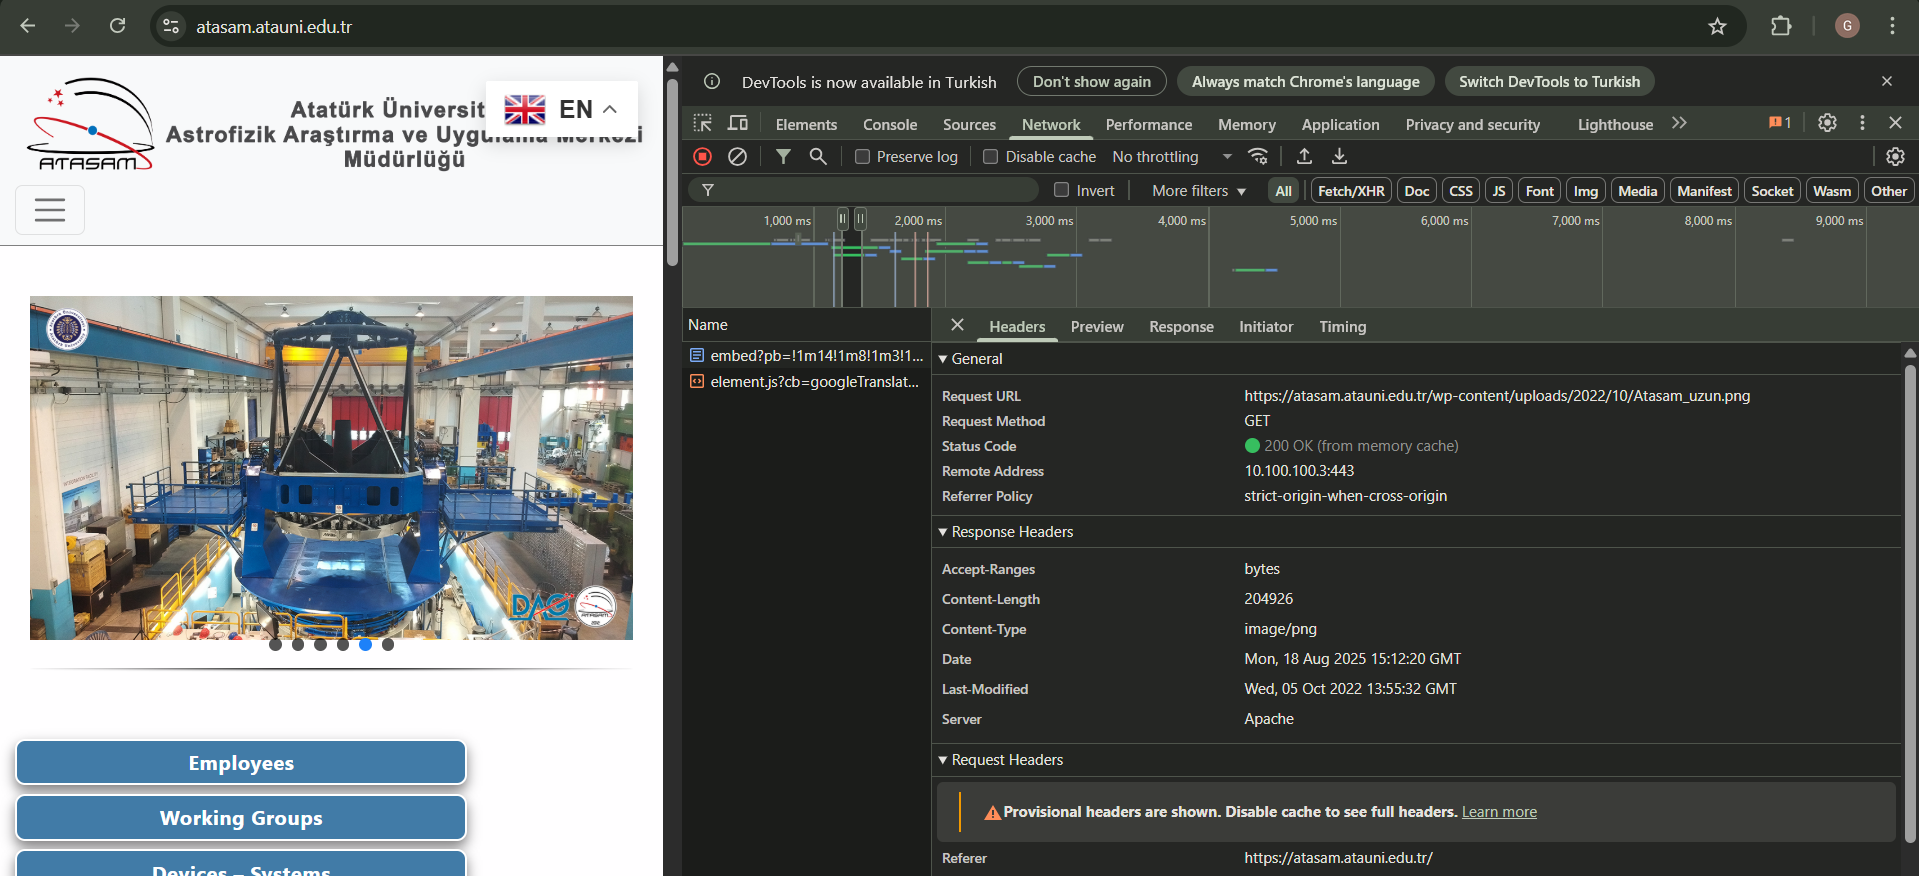 atasam.atauni.edu.tr
G
ATASAM
Atatürk Üniversit
Astrofizik Araştırma ve Uygulama Merkezi
Müdürlüğü
EN
DAG
ATASAM
Employees
Working Groups
Devices – Systems
DevTools is now available in Turkish
Don't show again
Always match Chrome's language
Switch DevTools to Turkish
Elements
Console
Sources
Network
Performance
Memory
Application
Privacy and security
Lighthouse
1
Preserve log
Disable cache
No throttling
Invert
More filters
All
Fetch/XHR
Doc
CSS
JS
Font
Img
Media
Manifest
Socket
Wasm
Other
1,000 ms
2,000 ms
3,000 ms
4,000 ms
5,000 ms
6,000 ms
7,000 ms
8,000 ms
9,000 ms
Name
embed?pb=!1m14!1m8!1m3!1...
element.js?cb=googleTranslat...
Headers
Preview
Response
Initiator
Timing
General
Request URL https://atasam.atauni.edu.tr/wp-content/uploads/2022/10/Atasam_uzun.png
Request Method GET
Status Code 200 OK (from memory cache)
Remote Address 10.100.100.3:443
Referrer Policy strict-origin-when-cross-origin
Response Headers
Accept-Ranges bytes
Content-Length 204926
Content-Type image/png
Date Mon, 18 Aug 2025 15:12:20 GMT
Last-Modified Wed, 05 Oct 2022 13:55:32 GMT
Server Apache
Request Headers
Provisional headers are shown. Disable cache to see full headers. Learn more
Referer https://atasam.atauni.edu.tr/